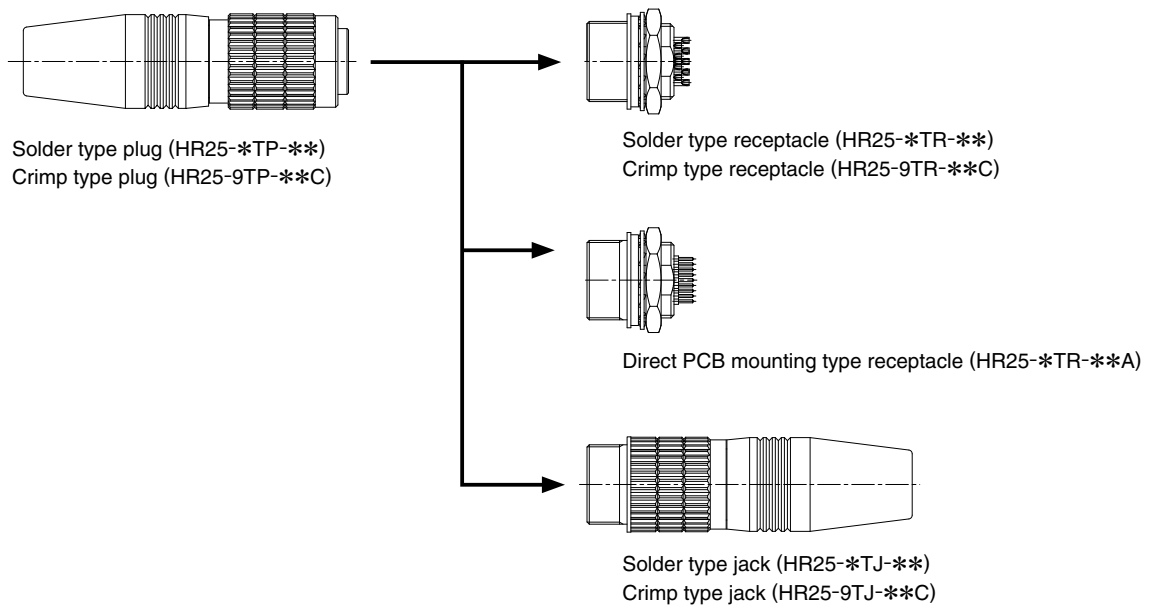 Solder type plug (HR25-*TP-**)
Crimp type plug (HR25-9TP-**C)
Solder type receptacle (HR25-*TR-**)
Crimp type receptacle (HR25-9TR-**C)
Direct PCB mounting type receptacle (HR25-*TR-**A)
Solder type jack (HR25-*TJ-**)
Crimp type jack (HR25-9TJ-**C)